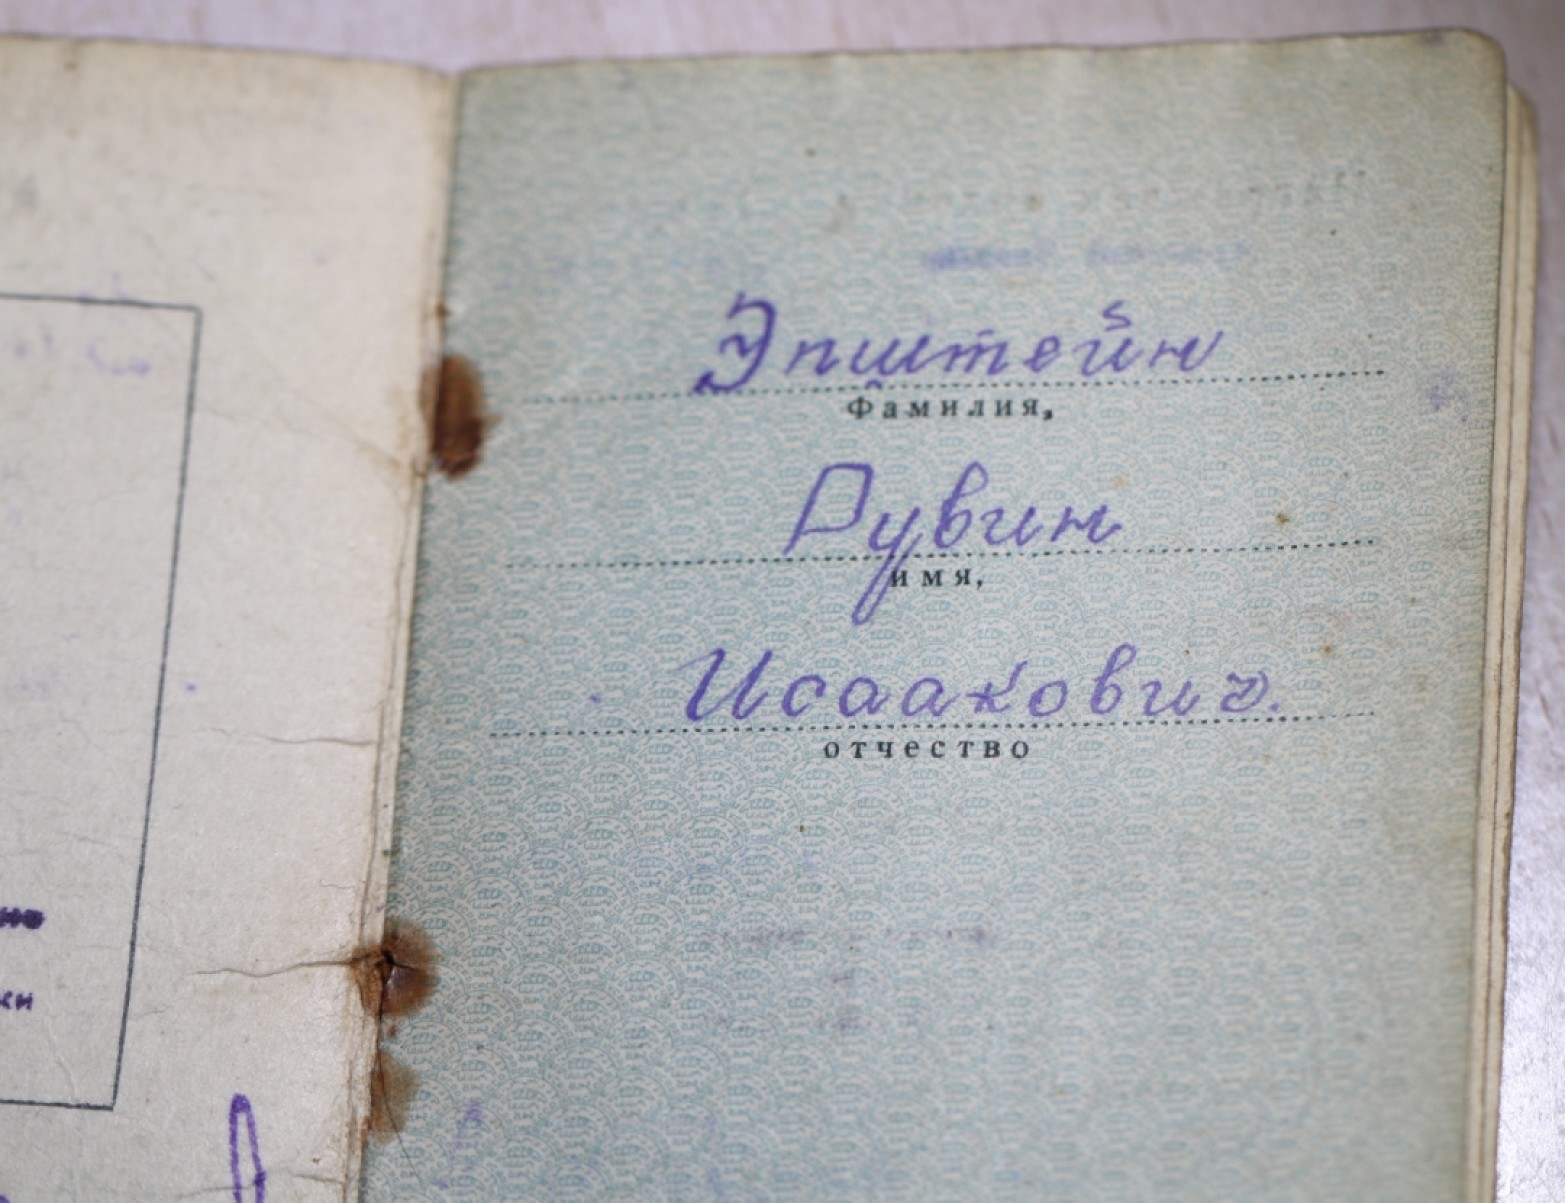 Эпштейн
Фамилия,
Рувин
имя,
Исаакович.
отчество